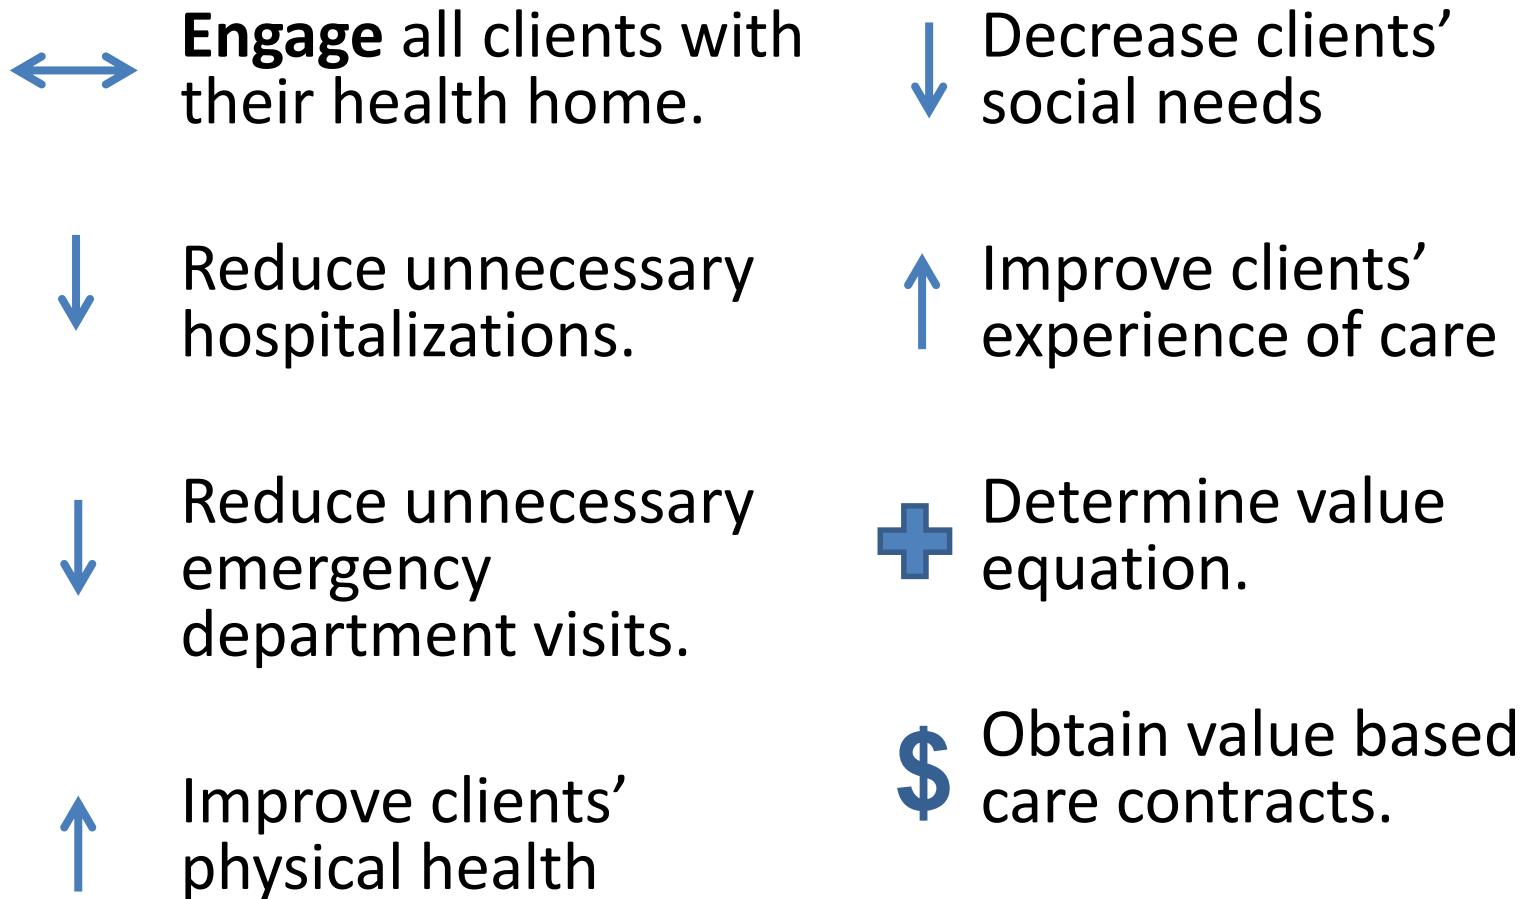 Engage all clients with
their health home.
Reduce unnecessary
hospitalizations.
Reduce unnecessary
emergency
department visits.
Improve clients’
physical health
Decrease clients’
social needs
Improve clients’
experience of care
Determine value
equation.
$
Obtain value based
care contracts.